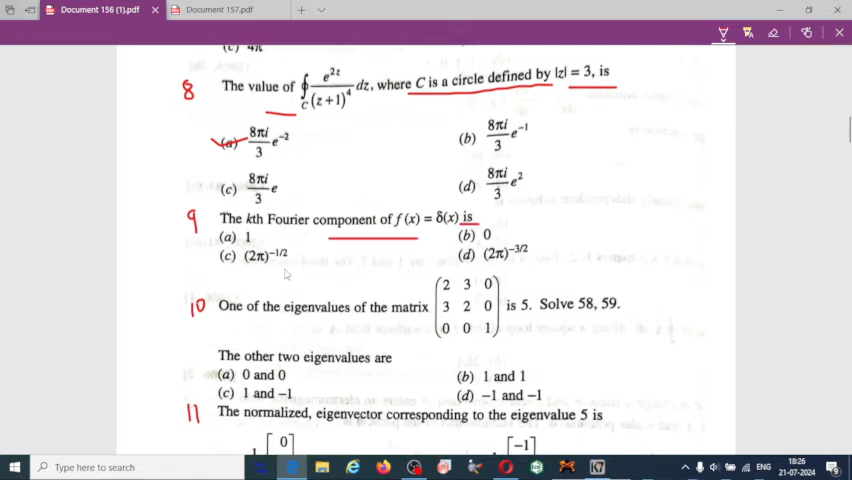 Document 156 (1).pdf
Document 157.pdf
(c) 4π
8 The value of ∮_C e^{2z}/(z+1)^4 dz, where C is a circle defined by |z| = 3, is
(a) 8πi/3 e^{-2} (b) 8πi/3 e^{-1}
(c) 8πi/3 e (d) 8πi/3 e^2
9 The kth Fourier component of f (x) = δ(x) is
(a) 1 (b) 0
(c) (2π)^{-1/2} (d) (2π)^{-3/2}
10 One of the eigenvalues of the matrix (2 3 0 / 3 2 0 / 0 0 1) is 5. Solve 58, 59.
The other two eigenvalues are
(a) 0 and 0 (b) 1 and 1
(c) 1 and −1 (d) −1 and −1
11 The normalized, eigenvector corresponding to the eigenvalue 5 is
1 [0] [−1]
Type here to search
ENG
18:26
21-07-2024